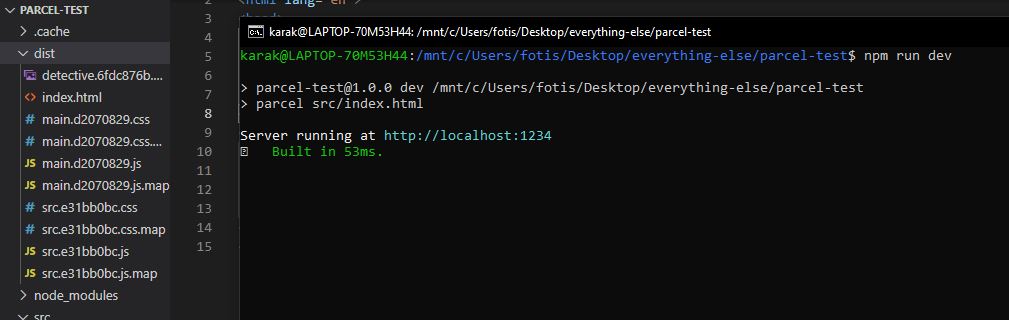 PARCEL-TEST
.cache
dist
detective.6fdc876b....
index.html
main.d2070829.css
main.d2070829.css....
main.d2070829.js
main.d2070829.js.map
src.e31bb0bc.css
src.e31bb0bc.css.map
src.e31bb0bc.js
src.e31bb0bc.js.map
node_modules
src
2
3
4
5
6
7
8
9
10
11
12
13
14
15
<html lang="en">
karak@LAPTOP-70M53H44: /mnt/c/Users/fotis/Desktop/everything-else/parcel-test
karak@LAPTOP-70M53H44:/mnt/c/Users/fotis/Desktop/everything-else/parcel-test$ npm run dev
> parcel-test@1.0.0 dev /mnt/c/Users/fotis/Desktop/everything-else/parcel-test
> parcel src/index.html
Server running at http://localhost:1234
Built in 53ms.